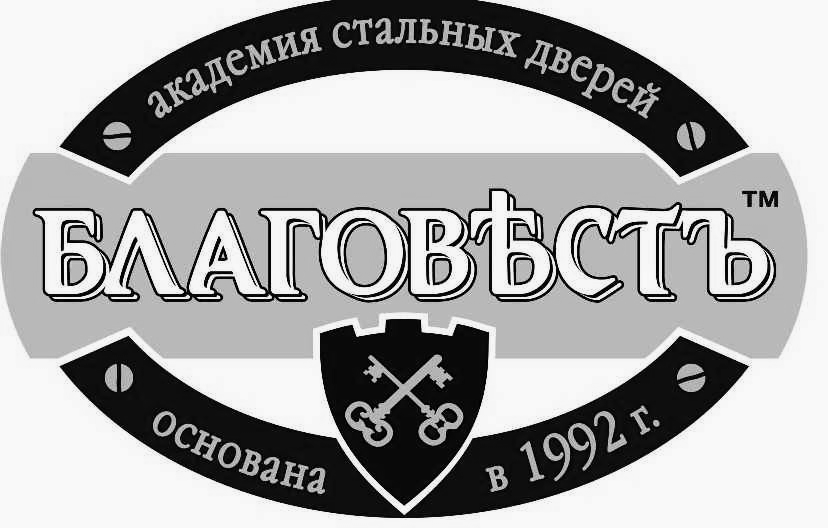 академия стальных дверей
БЛАГОВѢСТЪ™
основана в 1992 г.